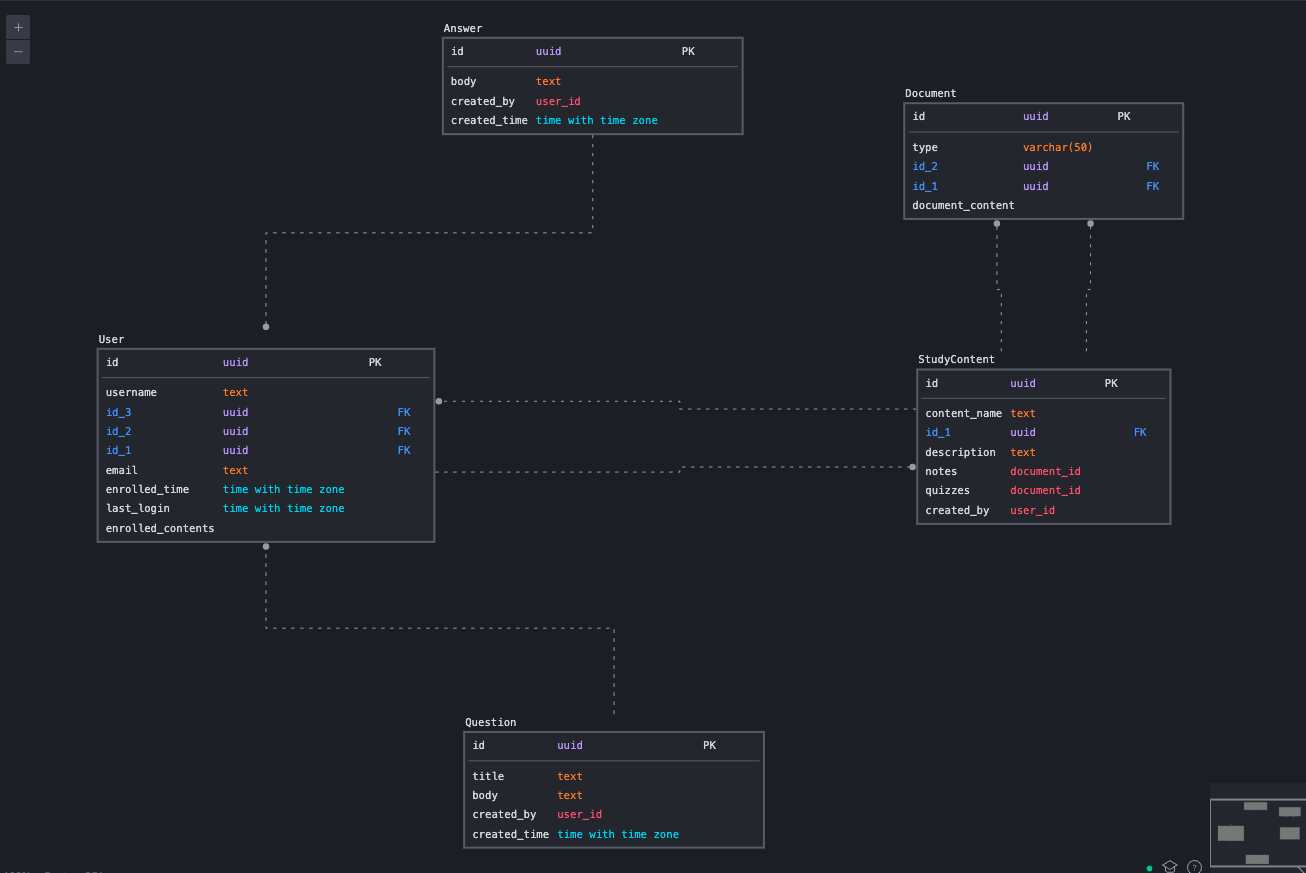 +
−
Answer
id uuid PK
body text
created_by user_id
created_time time with time zone
Document
id uuid PK
type varchar(50)
id_2 uuid FK
id_1 uuid FK
document_content
User
id uuid PK
username text
id_3 uuid FK
id_2 uuid FK
id_1 uuid FK
email text
enrolled_time time with time zone
last_login time with time zone
enrolled_contents
StudyContent
id uuid PK
content_name text
id_1 uuid FK
description text
notes document_id
quizzes document_id
created_by user_id
Question
id uuid PK
title text
body text
created_by user_id
created_time time with time zone
?